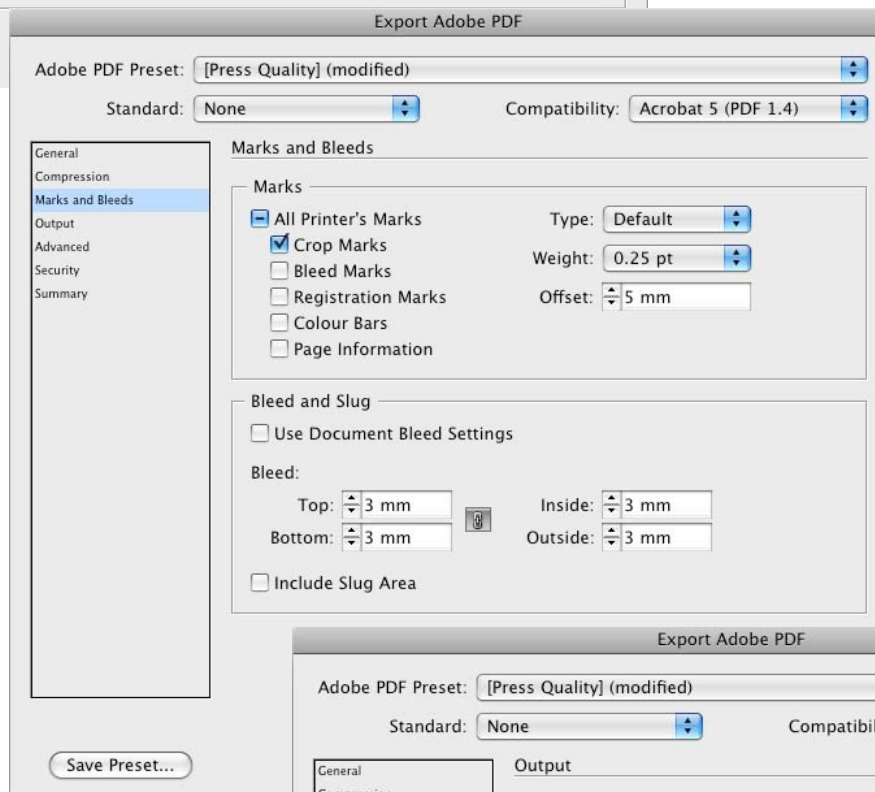 Export Adobe PDF
Adobe PDF Preset: [Press Quality] (modified)
Standard: None Compatibility: Acrobat 5 (PDF 1.4)
General
Compression
Marks and Bleeds
Output
Advanced
Security
Summary
Marks and Bleeds
Marks
All Printer's Marks
Crop Marks
Bleed Marks
Registration Marks
Colour Bars
Page Information
Type: Default
Weight: 0.25 pt
Offset: 5 mm
Bleed and Slug
Use Document Bleed Settings
Bleed:
Top: 3 mm Inside: 3 mm
Bottom: 3 mm Outside: 3 mm
Include Slug Area
Save Preset...
Export Adobe PDF
Adobe PDF Preset: [Press Quality] (modified)
Standard: None Compatibil
General
Output